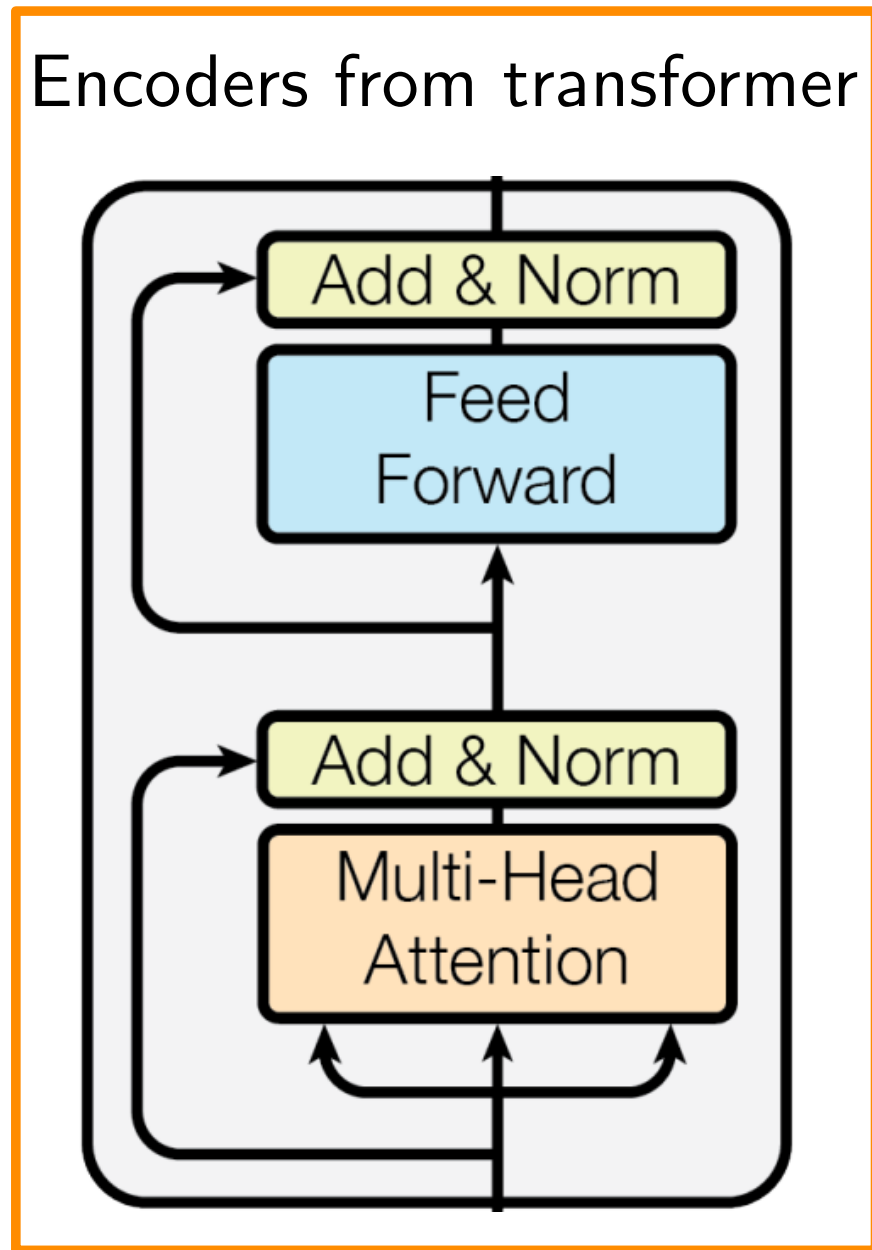 Encoders from transformer
Add & Norm
Feed
Forward
Add & Norm
Multi-Head
Attention